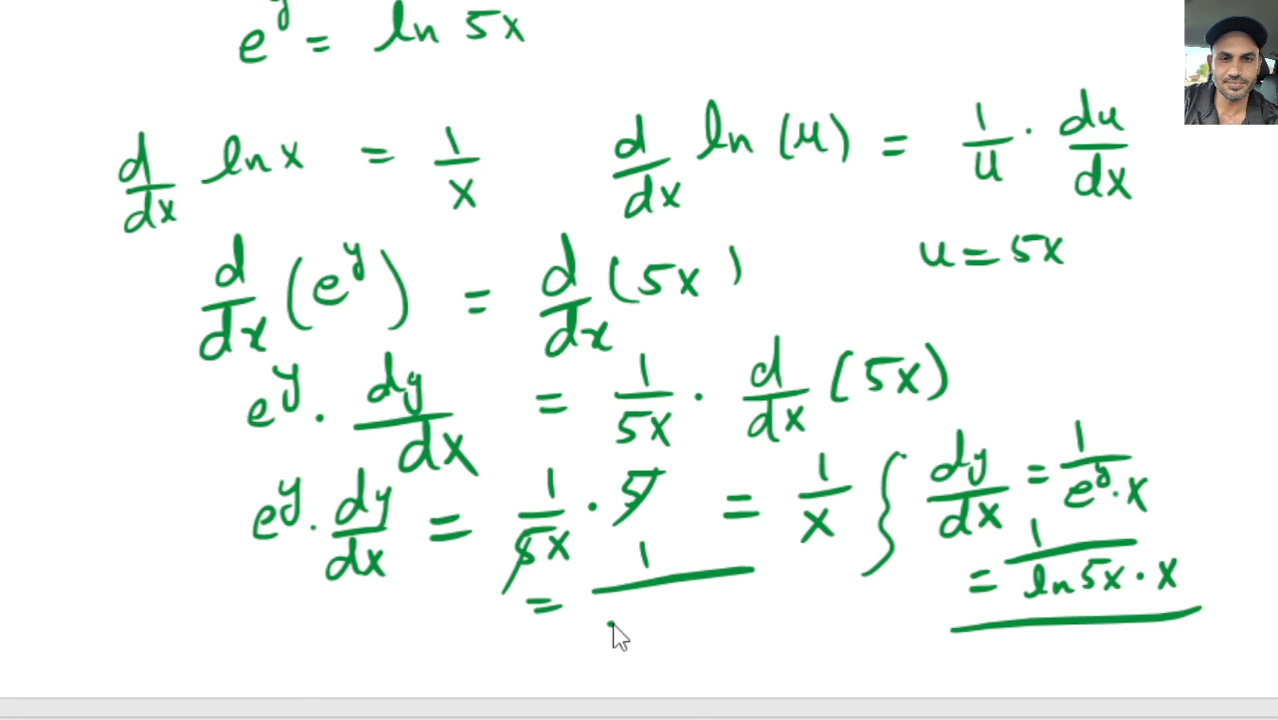 e^y = ln 5x
d/dx ln x = 1/x d/dx ln (u) = 1/u · du/dx
d/dx (e^y) = d/dx (5x) u = 5x
e^y · dy/dx = 1/5x · d/dx (5x)
e^y · dy/dx = 1/5x · 5 = 1/x } dy/dx = 1/e^y · x
= 1/ = 1/ln 5x · x